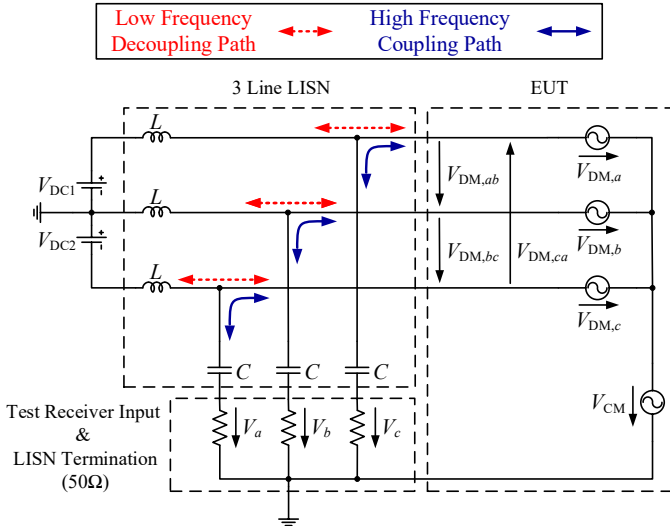 Low Frequency
Decoupling Path
High Frequency
Coupling Path
3 Line LISN
EUT
L
V_DC1
+
-
L
V_DC2
+
-
L
V_DM,ab
V_DM,bc
V_DM,ca
V_DM,a
V_DM,b
V_DM,c
C
C
C
V_CM
Test Receiver Input
&
LISN Termination
(50Ω)
V_a
V_b
V_c